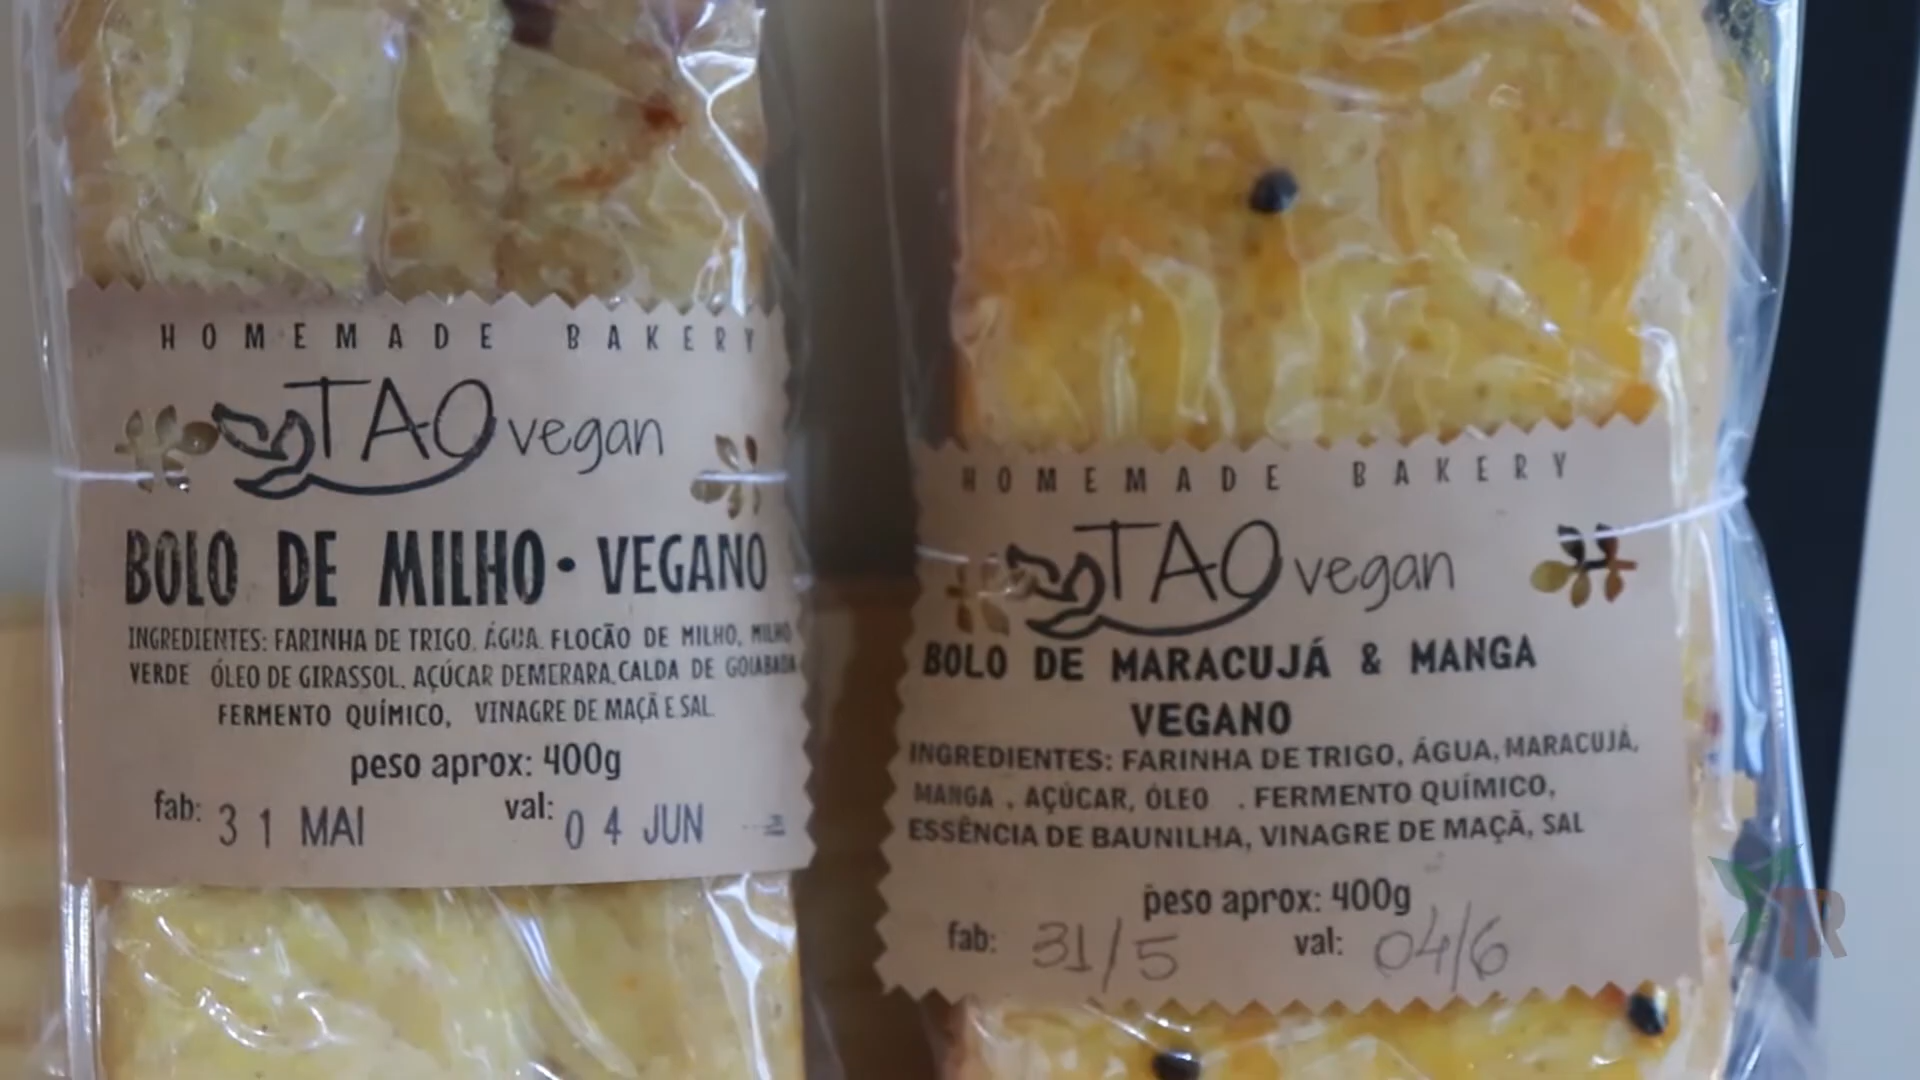 HOMEMADE BAKERY
TAO vegan
BOLO DE MILHO • VEGANO
INGREDIENTES: FARINHA DE TRIGO, ÁGUA, FLOCÃO DE MILHO, MILHO
VERDE ÓLEO DE GIRASSOL, AÇÚCAR DEMERARA, CALDA DE GOIABADA
FERMENTO QUÍMICO, VINAGRE DE MAÇÃ E SAL
peso aprox: 400g
fab: 31 MAI val: 04 JUN
HOMEMADE BAKERY
TAO vegan
BOLO DE MARACUJÁ & MANGA
VEGANO
INGREDIENTES: FARINHA DE TRIGO, ÁGUA, MARACUJÁ,
MANGA , AÇÚCAR, ÓLEO , FERMENTO QUÍMICO,
ESSÊNCIA DE BAUNILHA, VINAGRE DE MAÇÃ, SAL
peso aprox: 400g
fab: 31/5 val: 04/6
TR